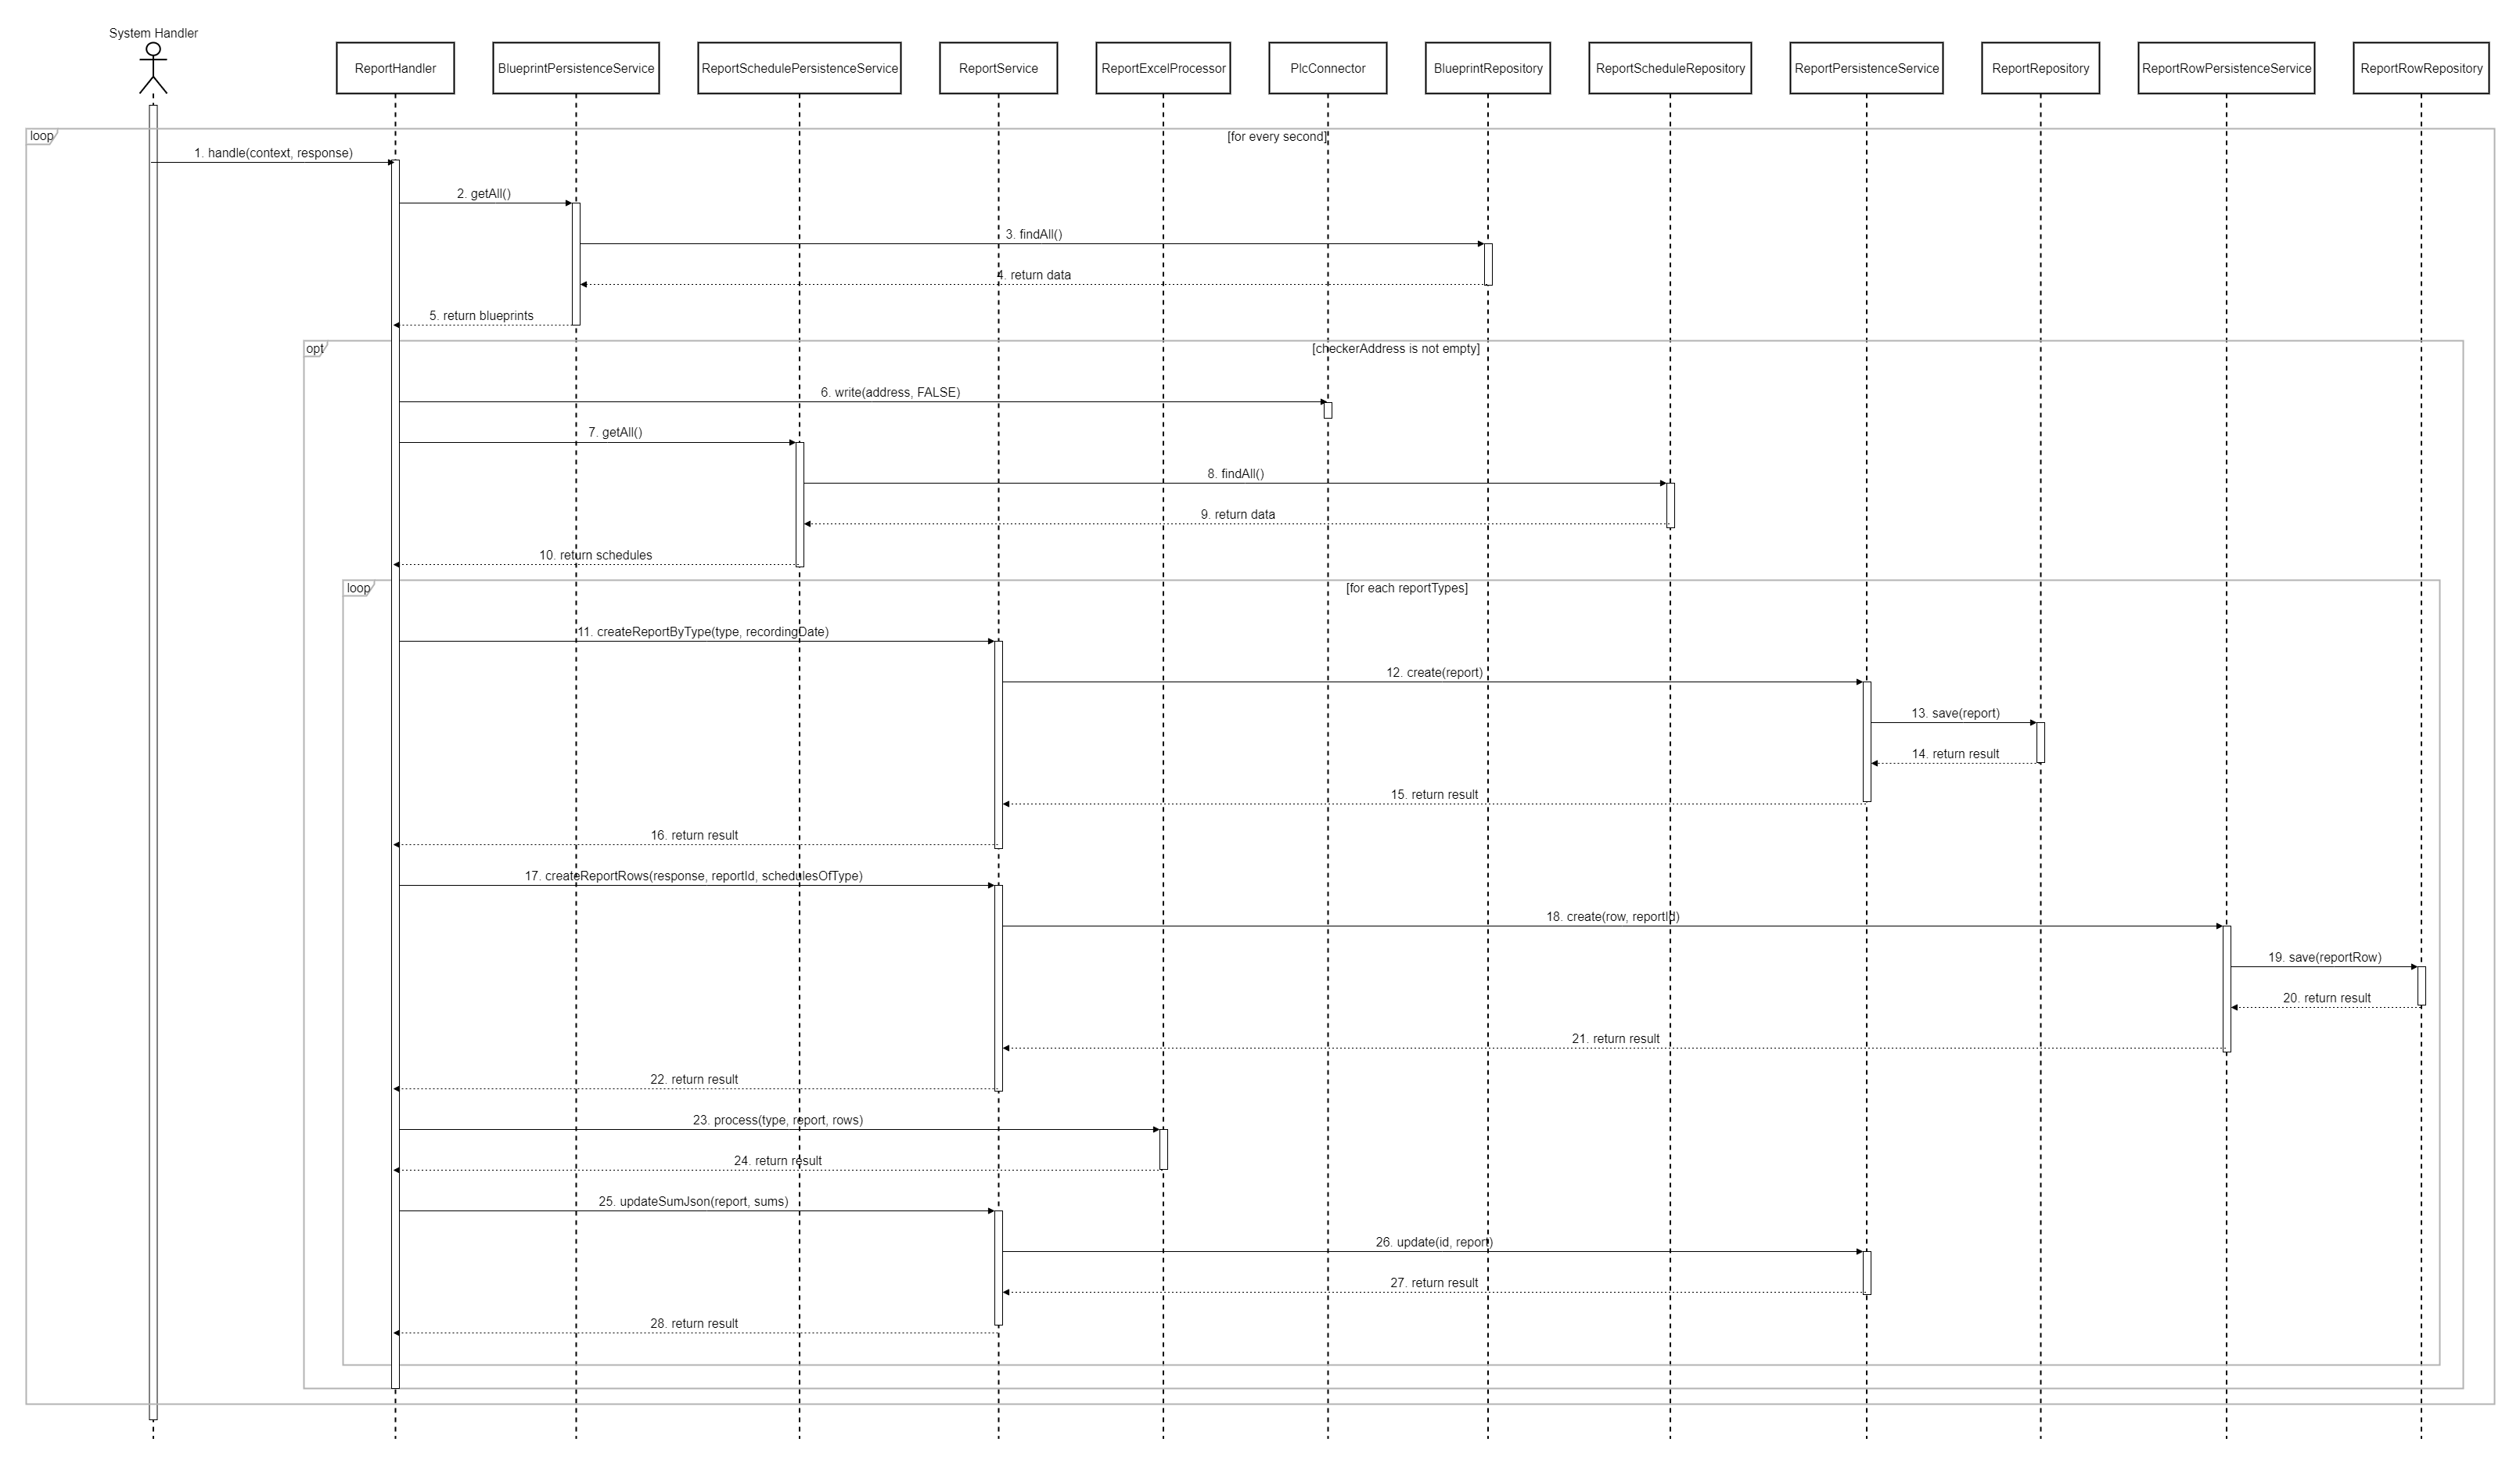 System Handler
ReportHandler
BlueprintPersistenceService
ReportSchedulePersistenceService
ReportService
ReportExcelProcessor
PlcConnector
BlueprintRepository
ReportScheduleRepository
ReportPersistenceService
ReportRepository
ReportRowPersistenceService
ReportRowRepository
loop
[for every second]
1. handle(context, response)
2. getAll()
3. findAll()
4. return data
5. return blueprints
opt
[checkerAddress is not empty]
6. write(address, FALSE)
7. getAll()
8. findAll()
9. return data
10. return schedules
loop
[for each reportTypes]
11. createReportByType(type, recordingDate)
12. create(report)
13. save(report)
14. return result
15. return result
16. return result
17. createReportRows(response, reportId, schedulesOfType)
18. create(row, reportId)
19. save(reportRow)
20. return result
21. return result
22. return result
23. process(type, report, rows)
24. return result
25. updateSumJson(report, sums)
26. update(id, report)
27. return result
28. return result